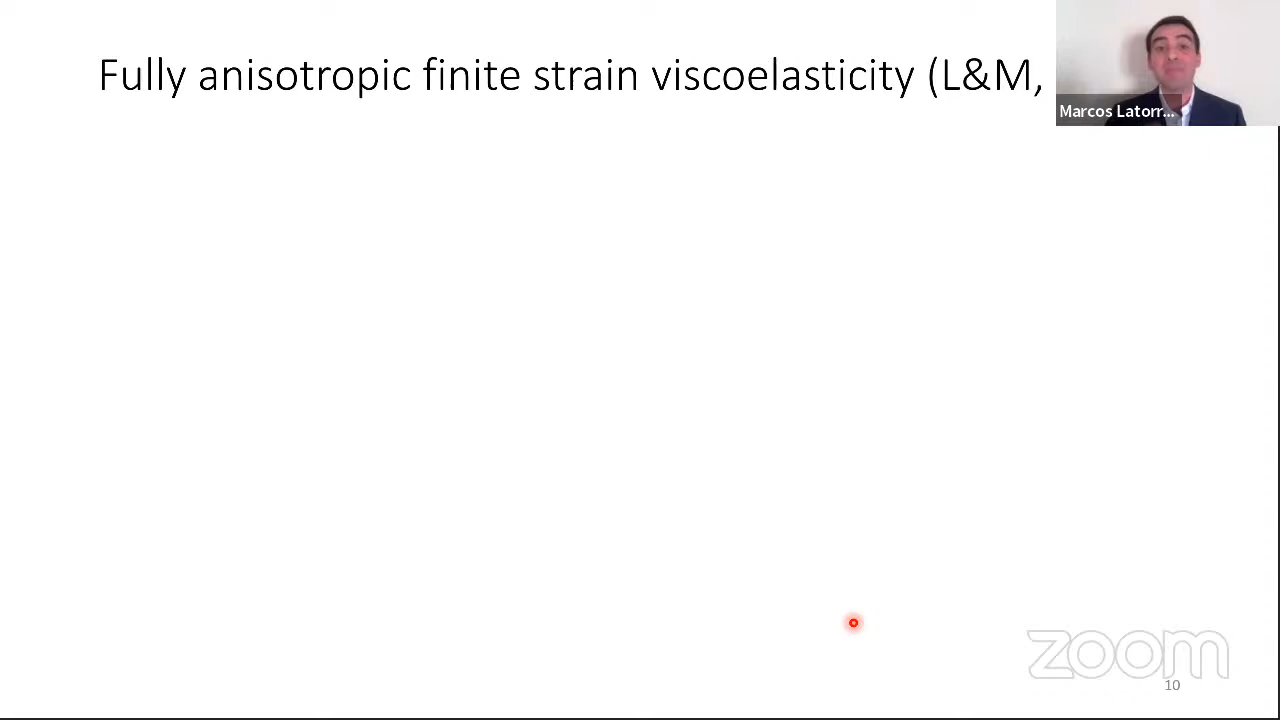 Fully anisotropic finite strain viscoelasticity (L&M,
Marcos Latorr...
zoom
10